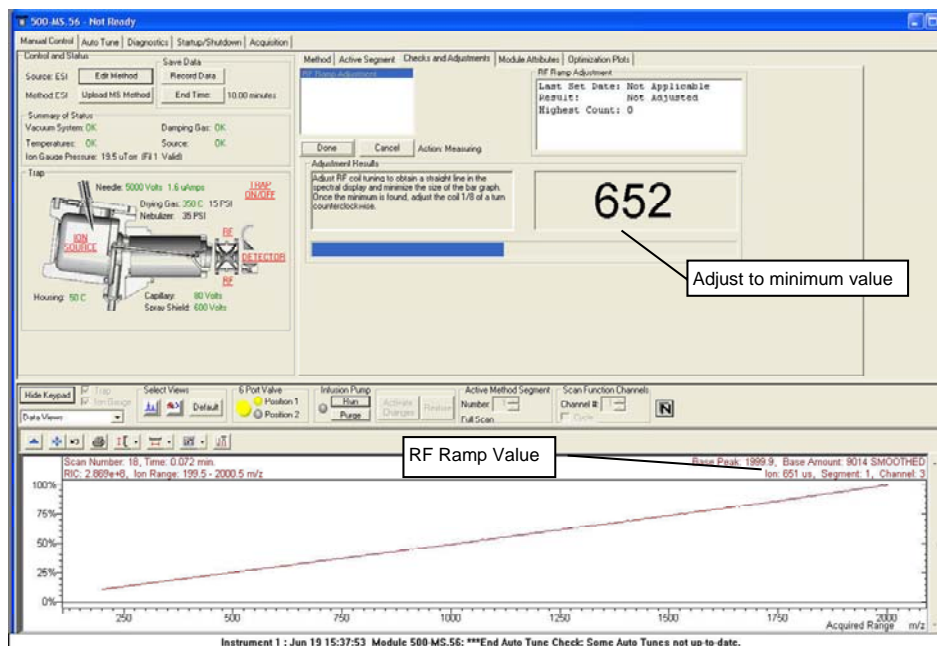 500-MS.56 - Not Ready
Manual Control Auto Tune Diagnostics Startup/Shutdown Acquisition
Control and Status
Save Data
Source: ESI Edit Method Record Data
Method: ESI Upload MS Method End Time: 10.00 minutes
Summary of Status
Vacuum System: OK Damping Gas: OK
Temperatures: OK Source: OK
Ion Gauge Pressure: 19.5 uTorr (Fil 1 Valid)
Trap
Needle: 5000 Volts 1.6 uAmps
TRAP
ON/OFF
Drying Gas: 350 C 15 PSI
Nebulizer: 35 PSI
ION
SOURCE
RF
DETECTOR
RF
Housing: 50 C
Capillary: 80 Volts
Spray Shield: 600 Volts
Method Active Segment Checks and Adjustments Module Attributes Optimization Plots
RF Ramp Adjustment
RF Ramp Adjustment
Last Set Date: Not Applicable
Result: Not Adjusted
Highest Count: 0
Done Cancel Action: Measuring
Adjustment Results
Adjust RF coil tuning to obtain a straight line in the
spectral display and minimize the size of the bar graph.
Once the minimum is found, adjust the coil 1/8 of a turn
counterclockwise.
652
Adjust to minimum value
Hide Keypad Trap
Ion Gauge
Data Views
Select Views
Default
6 Port Valve
Position 1
Position 2
Infusion Pump
Run
Purge
Activate
Changes
Restore
Active Method Segment
Number
Full Scan
Scan Function Channels
Channel #:
Cycle
N
RF Ramp Value
Scan Number: 18, Time: 0.072 min.
RIC: 2.869e+8, Ion Range: 199.5 - 2000.5 m/z
Base Peak: 1999.9, Base Amount: 9014 SMOOTHED
Ion: 651 us, Segment: 1, Channel: 3
100%
75%
50%
25%
0%
250 500 750 1000 1250 1500 1750 2000
Acquired Range m/z
Instrument 1 : Jun 19 15:37:53 Module 500-MS.56: ***End Auto Tune Check: Some Auto Tunes not up-to-date.